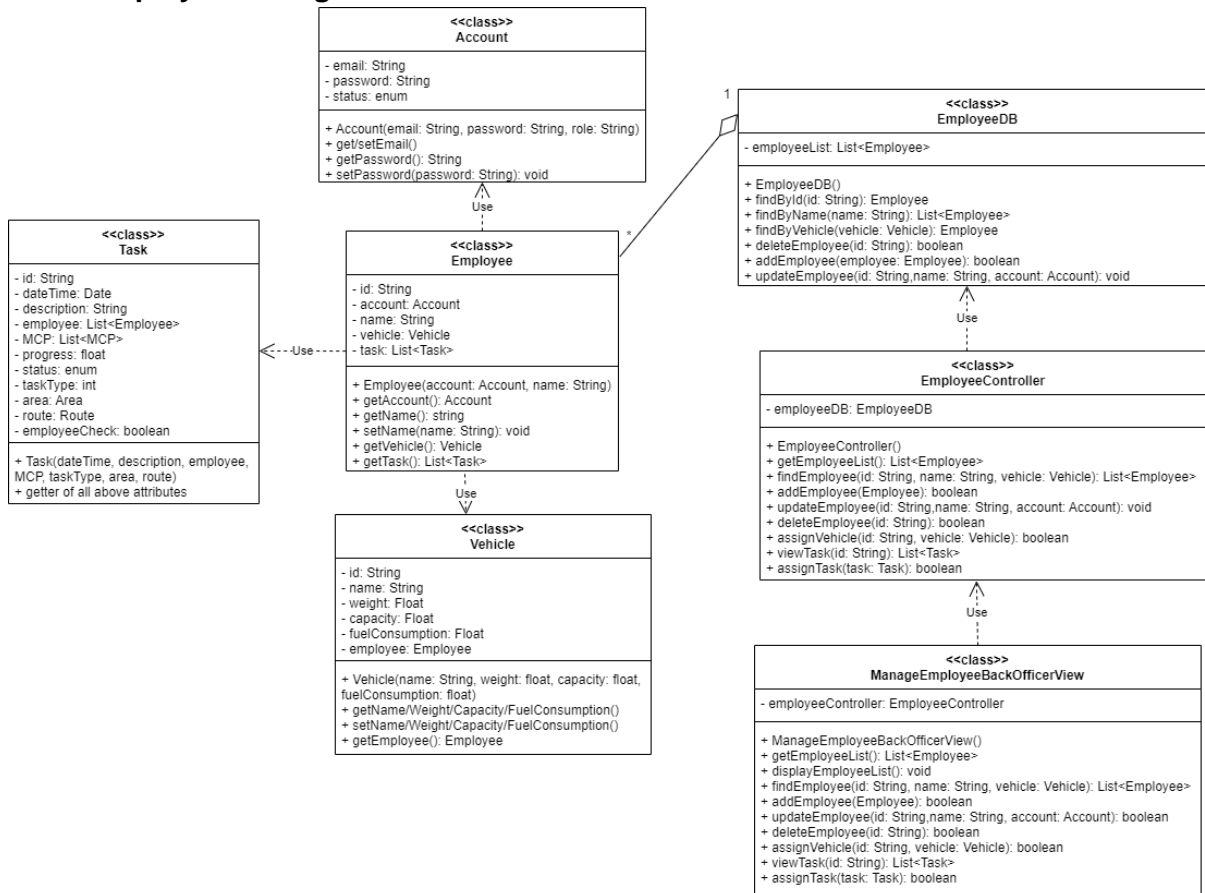 <<class>>
Account
- email: String
- password: String
- status: enum
+ Account(email: String, password: String, role: String)
+ get/setEmail()
+ getPassword(): String
+ setPassword(password: String): void
Use
1
*
<<class>>
EmployeeDB
- employeeList: List<Employee>
+ EmployeeDB()
+ findById(id: String): Employee
+ findByName(name: String): List<Employee>
+ findByVehicle(vehicle: Vehicle): Employee
+ deleteEmployee(id: String): boolean
+ addEmployee(employee: Employee): boolean
+ updateEmployee(id: String,name: String, account: Account): void
Use
<<class>>
Task
- id: String
- dateTime: Date
- description: String
- employee: List<Employee>
- MCP: List<MCP>
- progress: float
- status: enum
- taskType: int
- area: Area
- route: Route
- employeeCheck: boolean
+ Task(dateTime, description, employee,
MCP, taskType, area, route)
+ getter of all above attributes
Use
<<class>>
Employee
- id: String
- account: Account
- name: String
- vehicle: Vehicle
- task: List<Task>
+ Employee(account: Account, name: String)
+ getAccount(): Account
+ getName(): string
+ setName(name: String): void
+ getVehicle(): Vehicle
+ getTask(): List<Task>
Use
<<class>>
EmployeeController
- employeeDB: EmployeeDB
+ EmployeeController()
+ getEmployeeList(): List<Employee>
+ findEmployee(id: String, name: String, vehicle: Vehicle): List<Employee>
+ addEmployee(Employee): boolean
+ updateEmployee(id: String,name: String, account: Account): void
+ deleteEmployee(id: String): boolean
+ assignVehicle(id: String, vehicle: Vehicle): boolean
+ viewTask(id: String): List<Task>
+ assignTask(task: Task): boolean
Use
<<class>>
Vehicle
- id: String
- name: String
- weight: Float
- capacity: Float
- fuelConsumption: Float
- employee: Employee
+ Vehicle(name: String, weight: float, capacity: float,
fuelConsumption: float)
+ getName/Weight/Capacity/FuelConsumption()
+ setName/Weight/Capacity/FuelConsumption()
+ getEmployee(): Employee
<<class>>
ManageEmployeeBackOfficerView
- employeeController: EmployeeController
+ ManageEmployeeBackOfficerView()
+ getEmployeeList(): List<Employee>
+ displayEmployeeList(): void
+ findEmployee(id: String, name: String, vehicle: Vehicle): List<Employee>
+ addEmployee(Employee): boolean
+ updateEmployee(id: String,name: String, account: Account): boolean
+ deleteEmployee(id: String): boolean
+ assignVehicle(id: String, vehicle: Vehicle): boolean
+ viewTask(id: String): List<Task>
+ assignTask(task: Task): boolean